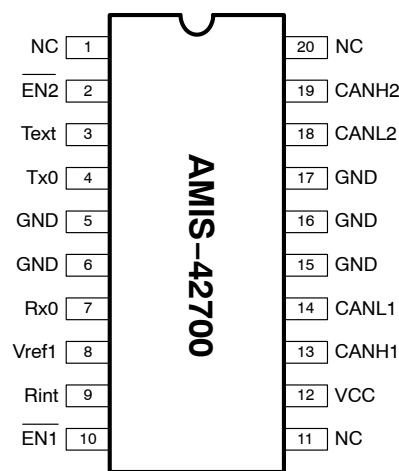 NC 1 20 NC
E̅N̅2̅ 2 19 CANH2
Text 3 18 CANL2
Tx0 4 17 GND
GND 5 16 GND
GND 6 15 GND
Rx0 7 14 CANL1
Vref1 8 13 CANH1
Rint 9 12 VCC
E̅N̅1̅ 10 11 NC
AMIS–42700